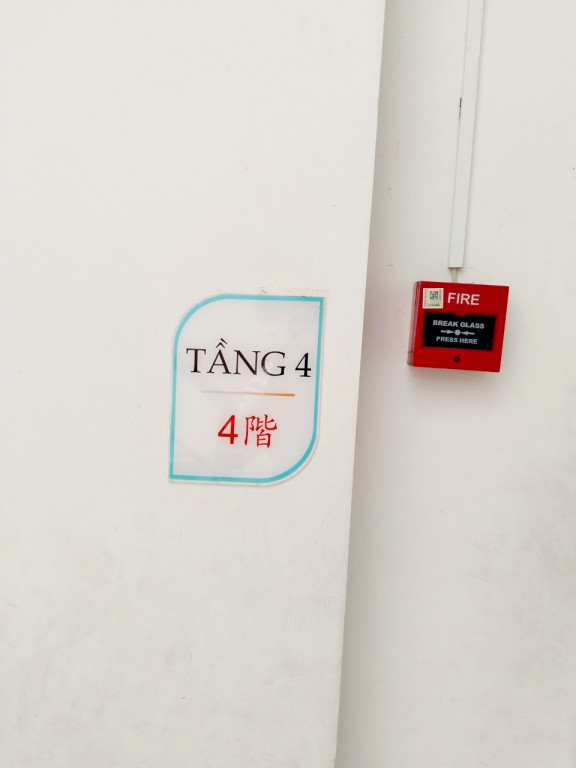 TẦNG 4
4階
FIRE
BREAK GLASS
PRESS HERE